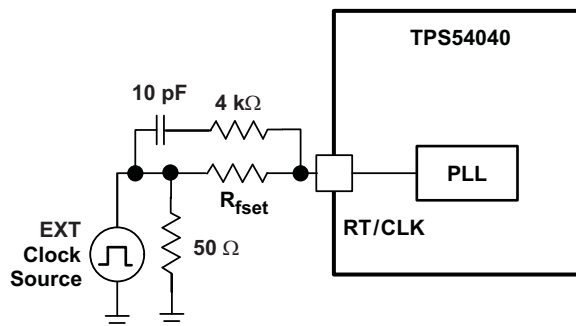 TPS54040
10 pF
4 kΩ
PLL
Rfset
RT/CLK
EXT
Clock
Source
50 Ω